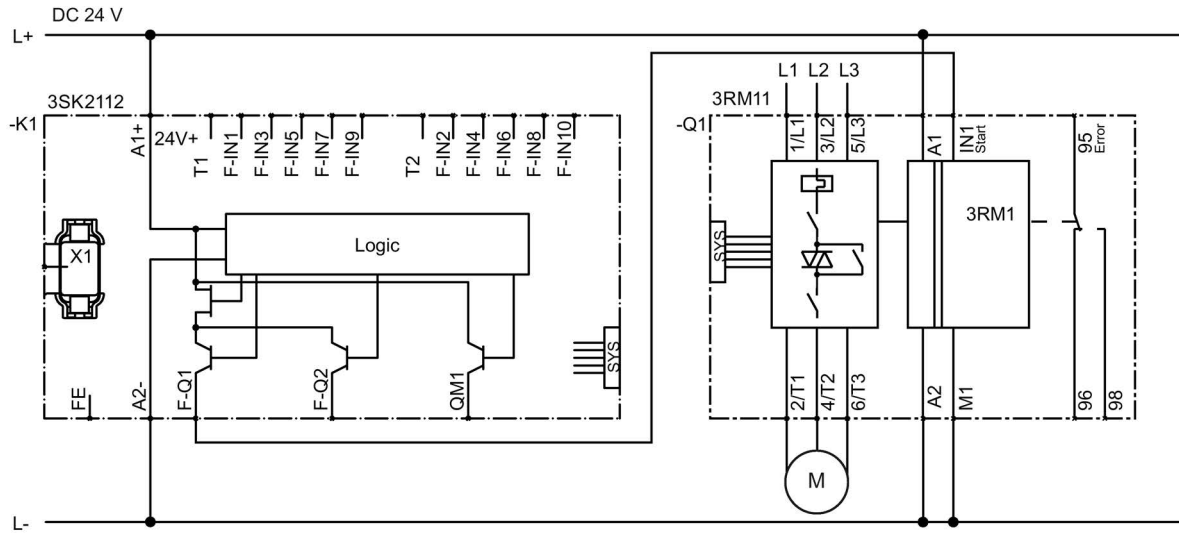 DC 24 V
L+
3SK2112
-K1
A1+
24V+
T1
F-IN1
F-IN3
F-IN5
F-IN7
F-IN9
T2
F-IN2
F-IN4
F-IN6
F-IN8
F-IN10
X1
Logic
SYS
FE
A2-
F-Q1
F-Q2
QM1
L1 L2 L3
3RM11
-Q1
1/L1
3/L2
5/L3
A1
IN1
Start
95
Error
3RM1
SYS
2/T1
4/T2
6/T3
A2
M1
96
98
M
L-